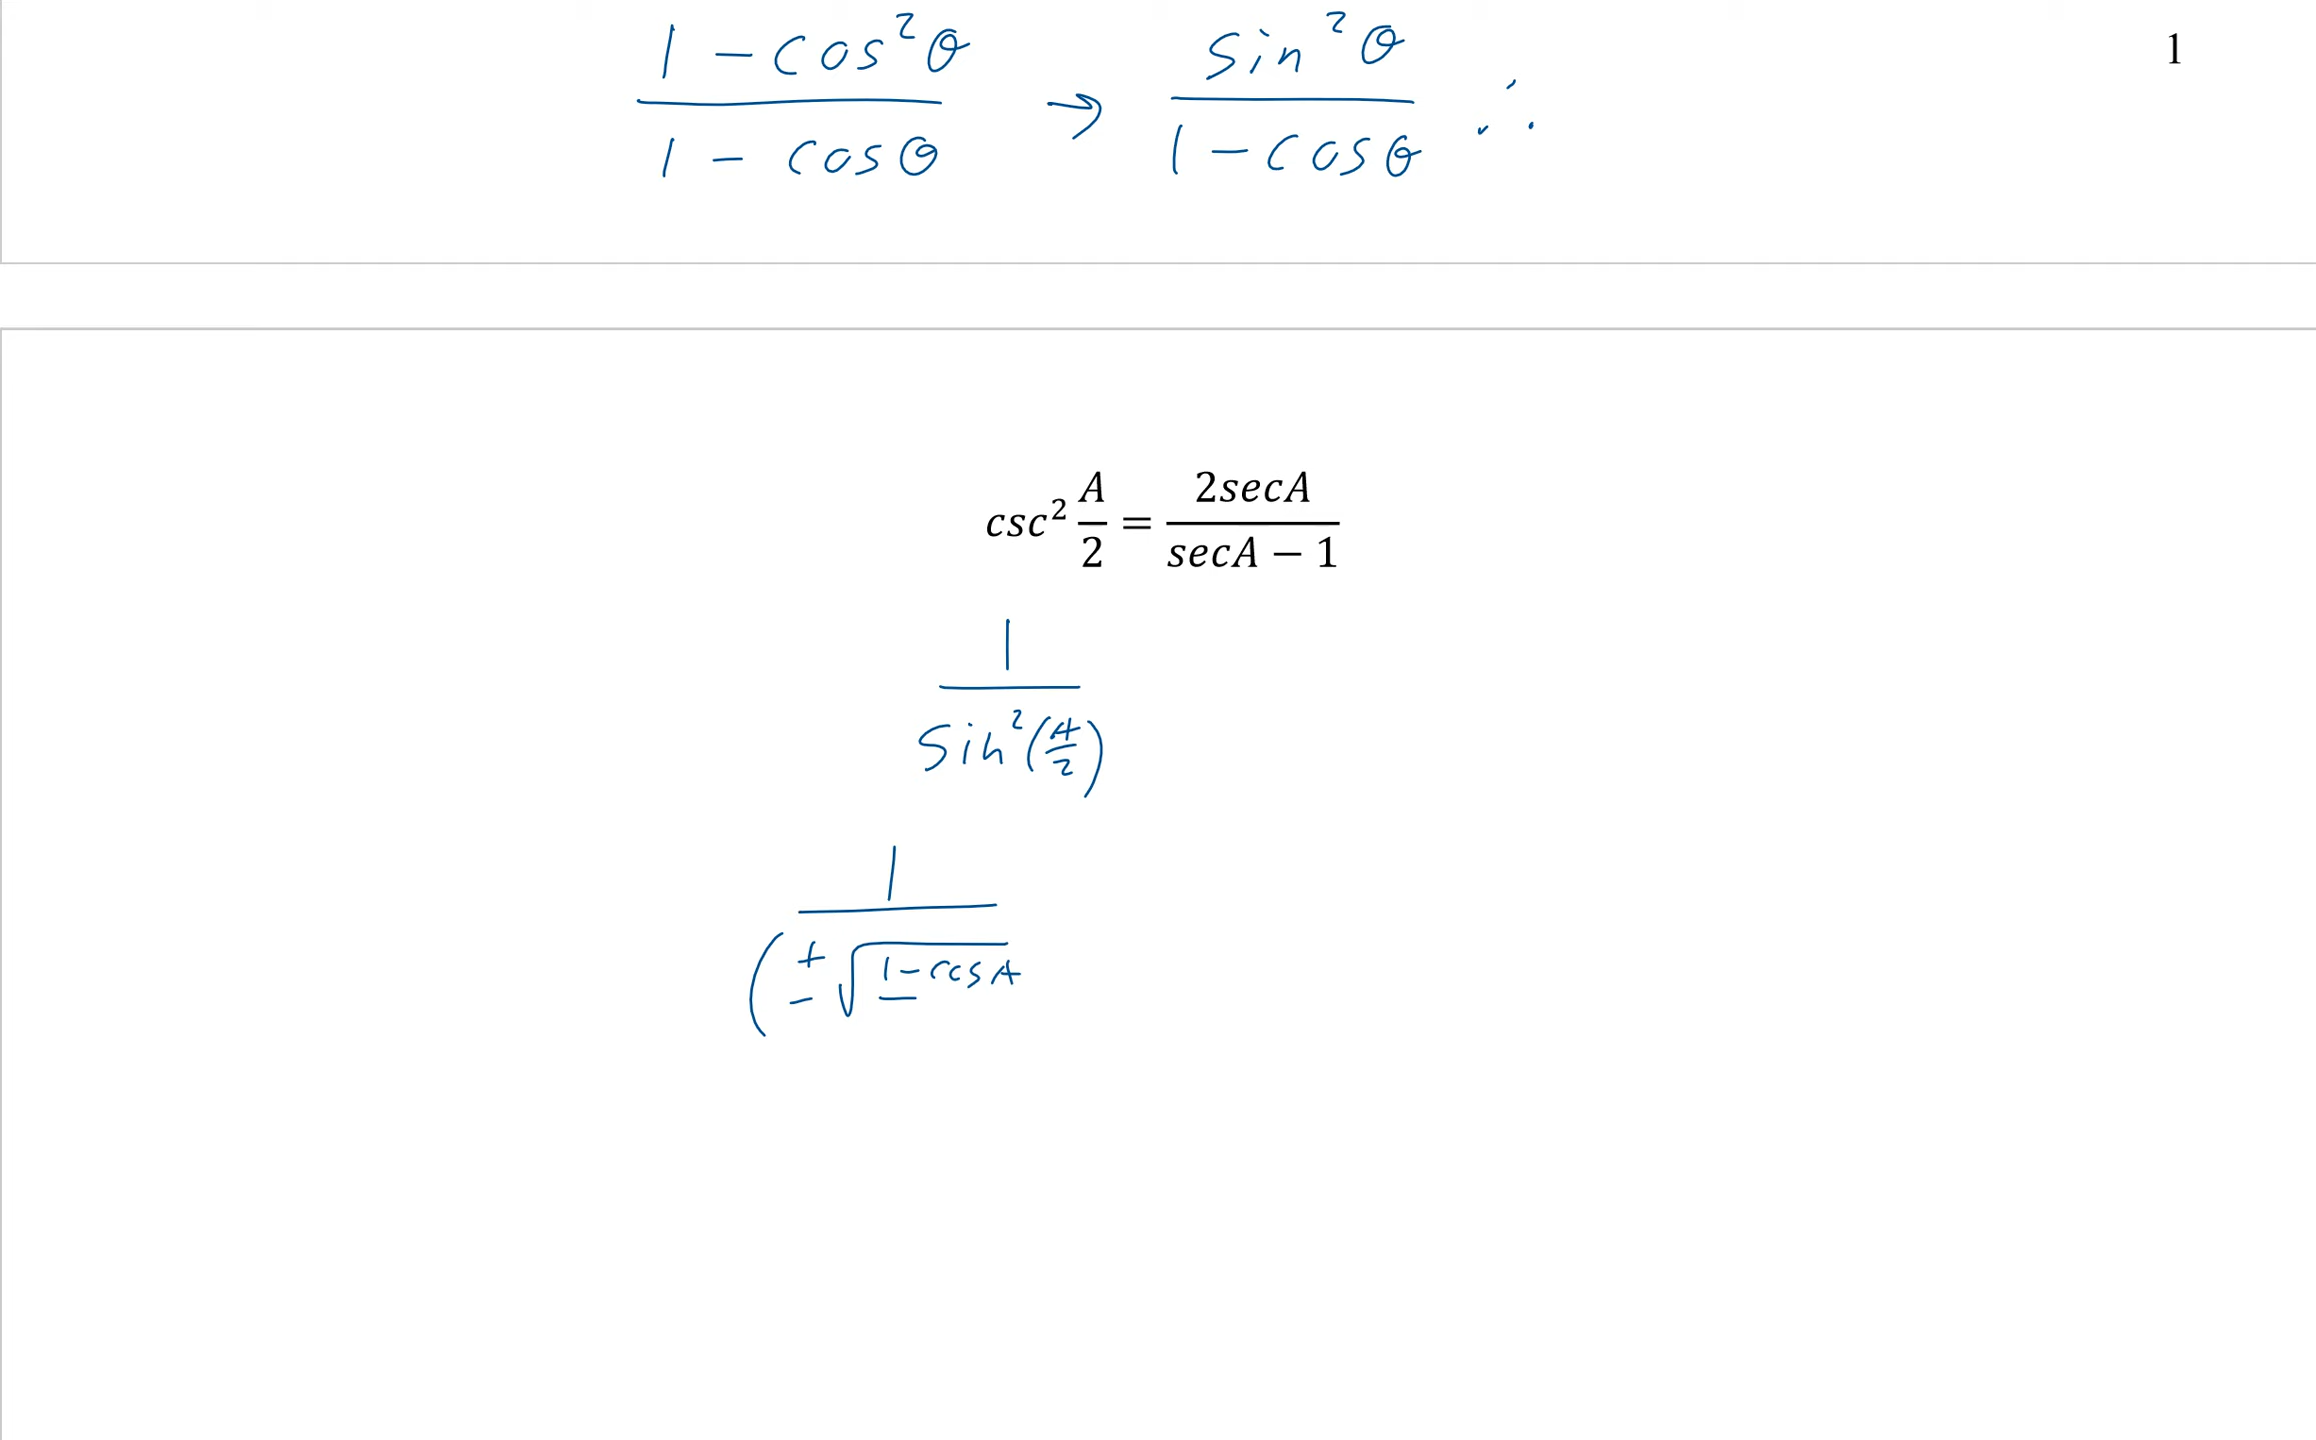 1 - cos²θ / 1 - cosθ → sin²θ / 1 - cosθ ∴
1
csc² A/2 = 2secA / secA − 1
1 / sin²(A/2)
1 / (± √1 - cosA